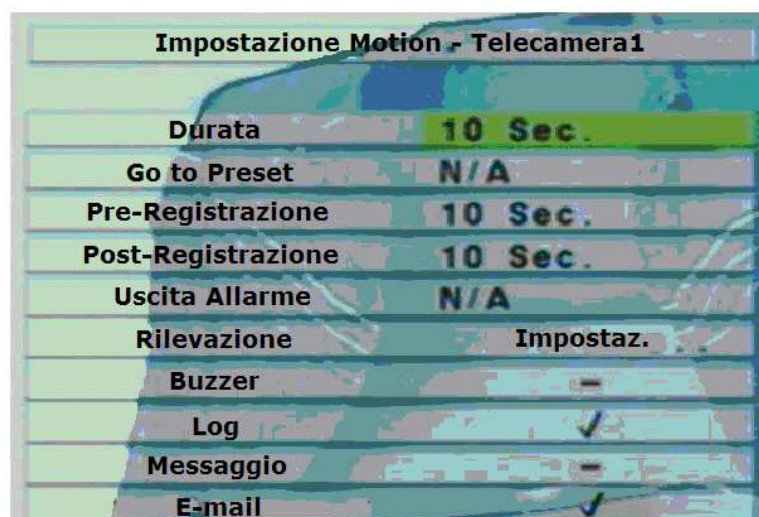 Impostazione Motion - Telecamera1
Durata 10 Sec.
Go to Preset N/A
Pre-Registrazione 10 Sec.
Post-Registrazione 10 Sec.
Uscita Allarme N/A
Rilevazione Impostaz.
Buzzer –
Log ✓
Messaggio –
E-mail ✓